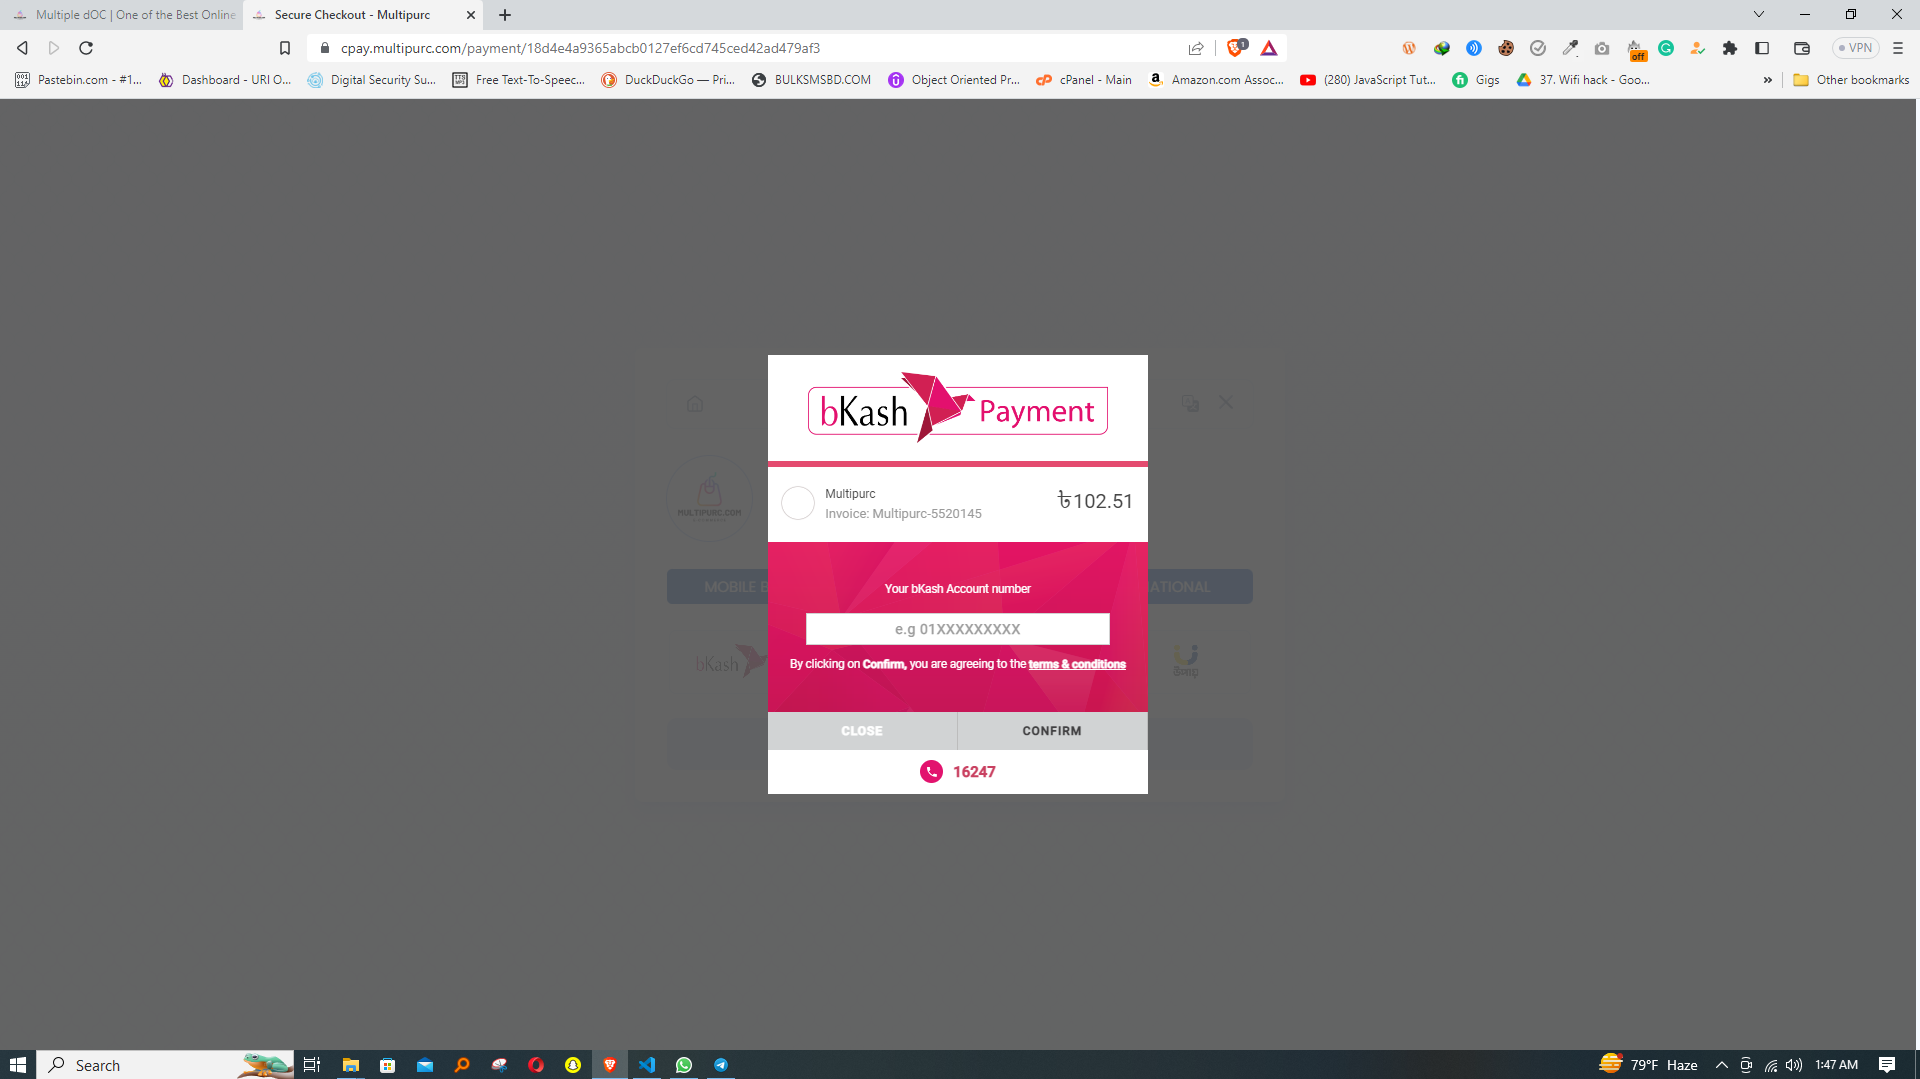 Multiple dOC | One of the Best Online
Secure Checkout - Multipurc
cpay.multipurc.com/payment/18d4e4a9365abcb0127ef6cd745ced42ad479af3
1
off
VPN
Pastebin.com - #1...
Dashboard - URI O...
Digital Security Su...
Free Text-To-Speec...
DuckDuckGo — Pri...
BULKSMSBD.COM
Object Oriented Pr...
cPanel - Main
Amazon.com Assoc...
(280) JavaScript Tut...
Gigs
37. Wifi hack - Goo...
»
Other bookmarks
bKash Payment
MULTIPURC.COM
Multipurc
Invoice: Multipurc-5520145
৳102.51
MOBILE B
ATIONAL
Your bKash Account number
e.g 01XXXXXXXXX
bKash
By clicking on Confirm, you are agreeing to the terms & conditions
CLOSE
CONFIRM
16247
Search
79°F Haze
1:47 AM